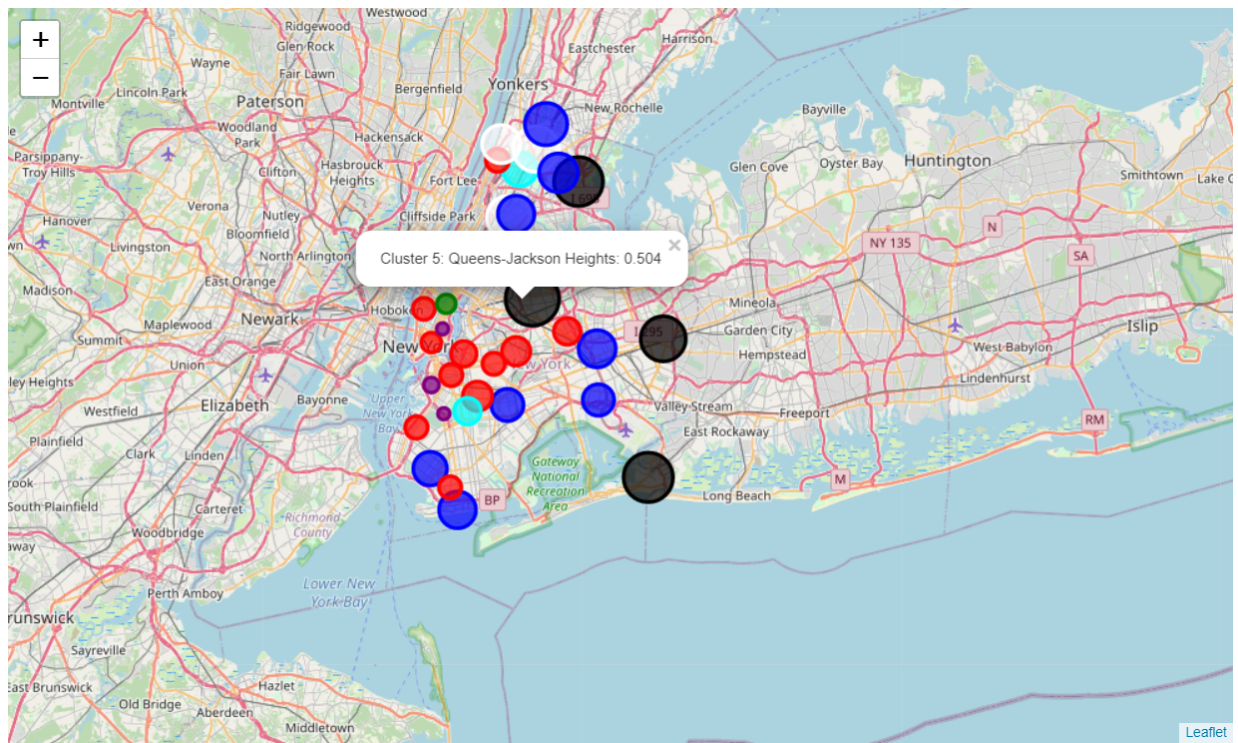 +
−
Westwood
Ridgewood
Harrison
Glen Rock
Eastchester
Wayne
Fair Lawn
Yonkers
Lincoln Park
Bergenfield
Montville
Paterson
New Rochelle
Bayville
Woodland
Park
Hackensack
Parsippany-
Troy Hills
Hasbrouck
Heights
Clifton
Fort Lee
Glen Cove
Oyster Bay
Huntington
Smithtown
Lake
Verona
Nutley
Cliffside Park
Hanover
Bloomfield
N
Livingston
North Arlington
NY 135
SA
Cluster 5: Queens-Jackson Heights: 0.504
×
East Orange
Madison
Hoboken
Mineola
Newark
Maplewood
I 295
Garden City
Islip
Summit
New York
West Babylon
Hempstead
Union
ley Heights
Lindenhurst
Elizabeth
Bayonne
Upper
New York
Bay
Valley Stream
Freeport
Westfield
RM
East Rockaway
Plainfield
Clark
Linden
Gateway
National
Recreation
Area
M
BP
Long Beach
South Plainfield
Carteret
Richmond
County
Woodbridge
Lower New
York Bay
Perth Amboy
runswick
Sayreville
East Brunswick
Hazlet
Old Bridge
Aberdeen
Middletown
Leaflet